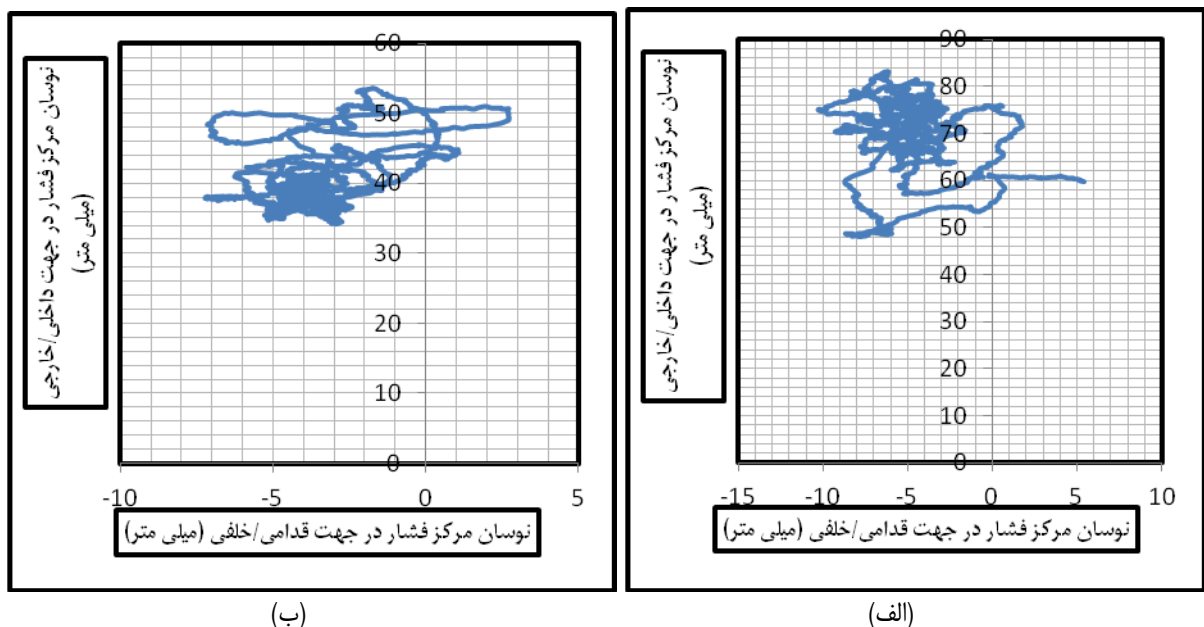 نوسان مرکز فشار در جهت داخلی/خارجی
(میلی متر)
90
80
70
60
50
40
30
20
10
0
-15 -10 -5 0 5 10
نوسان مرکز فشار در جهت قدامی/خلفی (میلی متر)
(الف)
نوسان مرکز فشار در جهت داخلی/خارجی
(میلی متر)
60
50
40
30
20
10
0
-10 -5 0 5
نوسان مرکز فشار در جهت قدامی/خلفی (میلی متر)
(ب)